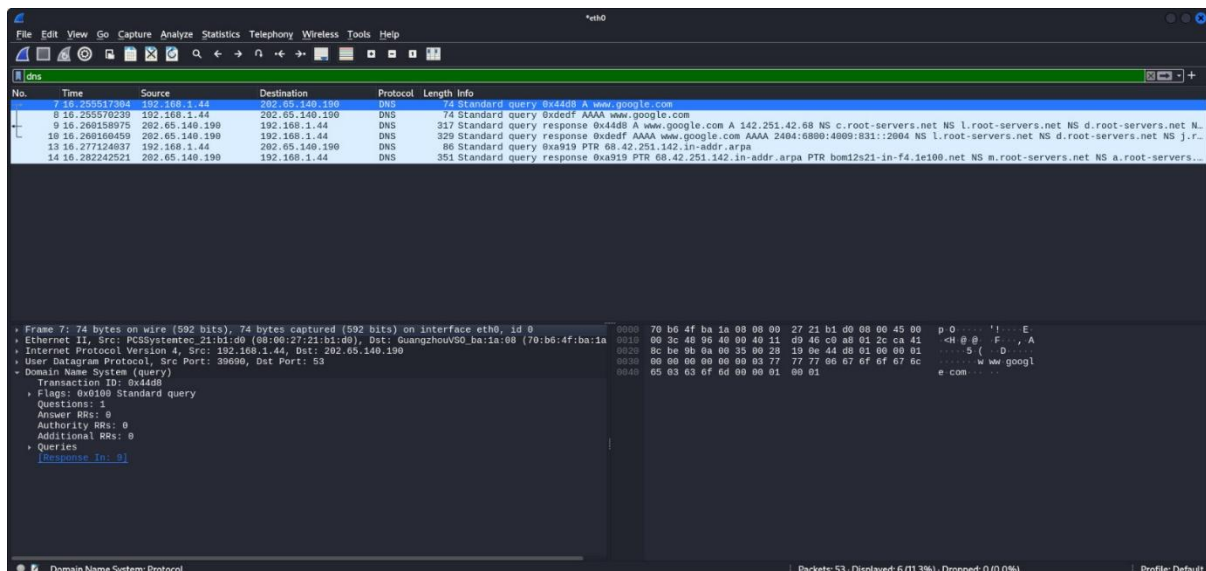 *eth0
File Edit View Go Capture Analyze Statistics Telephony Wireless Tools Help
dns
No. Time Source Destination Protocol Length Info
7 16.255517304 192.168.1.44 202.65.140.190 DNS 74 Standard query 0x44d8 A www.google.com
8 16.255570239 192.168.1.44 202.65.140.190 DNS 74 Standard query 0xdedf AAAA www.google.com
9 16.260158975 202.65.140.190 192.168.1.44 DNS 317 Standard query response 0x44d8 A www.google.com A 142.251.42.68 NS c.root-servers.net NS l.root-servers.net NS d.root-servers.net N…
10 16.260160459 202.65.140.190 192.168.1.44 DNS 329 Standard query response 0xdedf AAAA www.google.com AAAA 2404:6800:4009:831::2004 NS l.root-servers.net NS d.root-servers.net NS j.r…
13 16.277124037 192.168.1.44 202.65.140.190 DNS 86 Standard query 0xa919 PTR 68.42.251.142.in-addr.arpa
14 16.282242521 202.65.140.190 192.168.1.44 DNS 351 Standard query response 0xa919 PTR 68.42.251.142.in-addr.arpa PTR bom12s21-in-f4.1e100.net NS m.root-servers.net NS a.root-servers.…
Frame 7: 74 bytes on wire (592 bits), 74 bytes captured (592 bits) on interface eth0, id 0
Ethernet II, Src: PCSSystemtec_21:b1:d0 (08:00:27:21:b1:d0), Dst: GuangzhouVSO_ba:1a:08 (70:b6:4f:ba:1a
Internet Protocol Version 4, Src: 192.168.1.44, Dst: 202.65.140.190
User Datagram Protocol, Src Port: 39690, Dst Port: 53
Domain Name System (query)
Transaction ID: 0x44d8
Flags: 0x0100 Standard query
Questions: 1
Answer RRs: 0
Authority RRs: 0
Additional RRs: 0
Queries
[Response In: 9]
0000 70 b6 4f ba 1a 08 08 00 27 21 b1 d0 08 00 45 00 p·O·····'!····E·
0010 00 3c 48 96 40 00 40 11 d9 46 c0 a8 01 2c ca 41 ·<H·@·@··F···,·A
0020 8c be 9b 0a 00 35 00 28 19 0e 44 d8 01 00 00 01 ·····5·(··D·····
0030 00 00 00 00 00 00 03 77 77 77 06 67 6f 6f 67 6c ·······w ww·googl
0040 65 03 63 6f 6d 00 00 01 00 01 e·com·····
Domain Name System: Protocol
Packets: 53 · Displayed: 6 (11.3%) · Dropped: 0 (0.0%)
Profile: Default